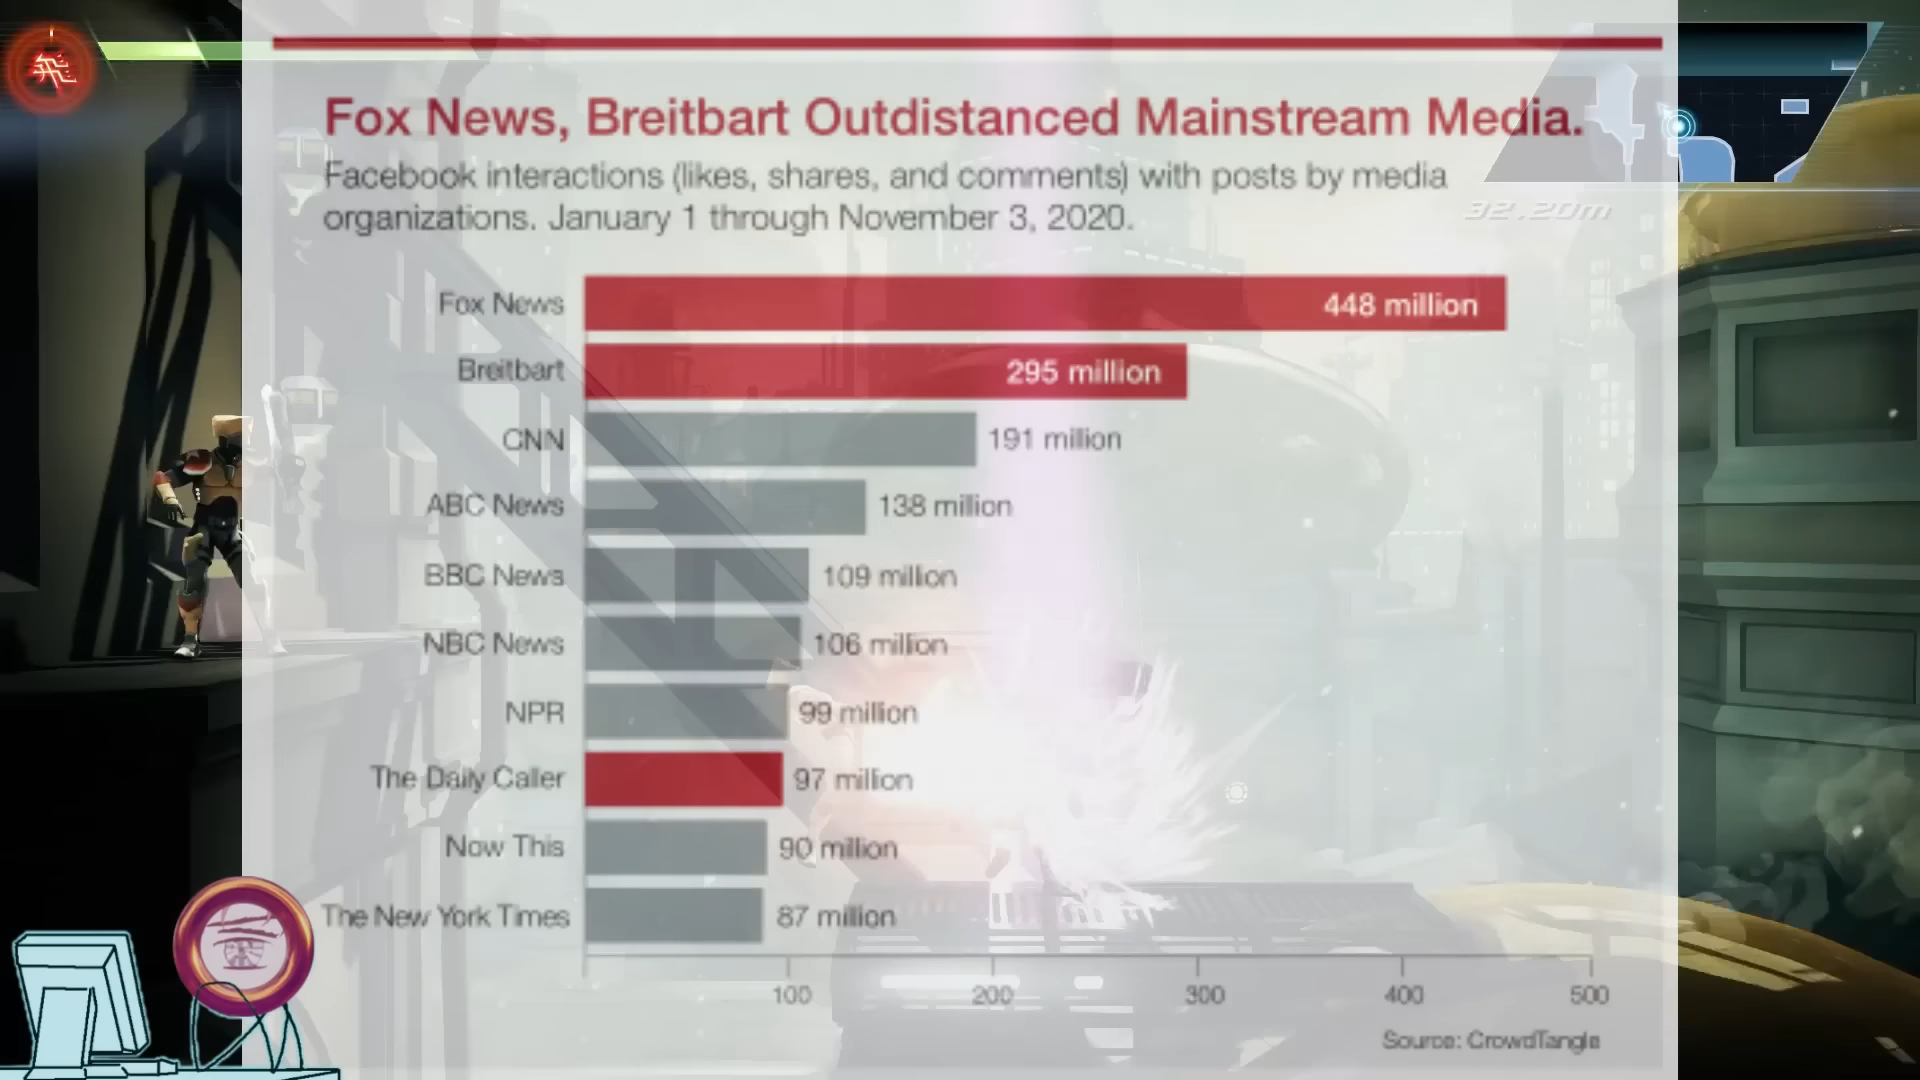 Fox News, Breitbart Outdistanced Mainstream Media.
Facebook interactions (likes, shares, and comments) with posts by media
organizations. January 1 through November 3, 2020.
32.20m
Fox News 448 million
Breitbart 295 million
CNN 191 million
ABC News 138 million
BBC News 109 million
NBC News 106 million
NPR 99 million
The Daily Caller 97 million
Now This 90 million
The New York Times 87 million
100 200 300 400 500
Source: CrowdTangle